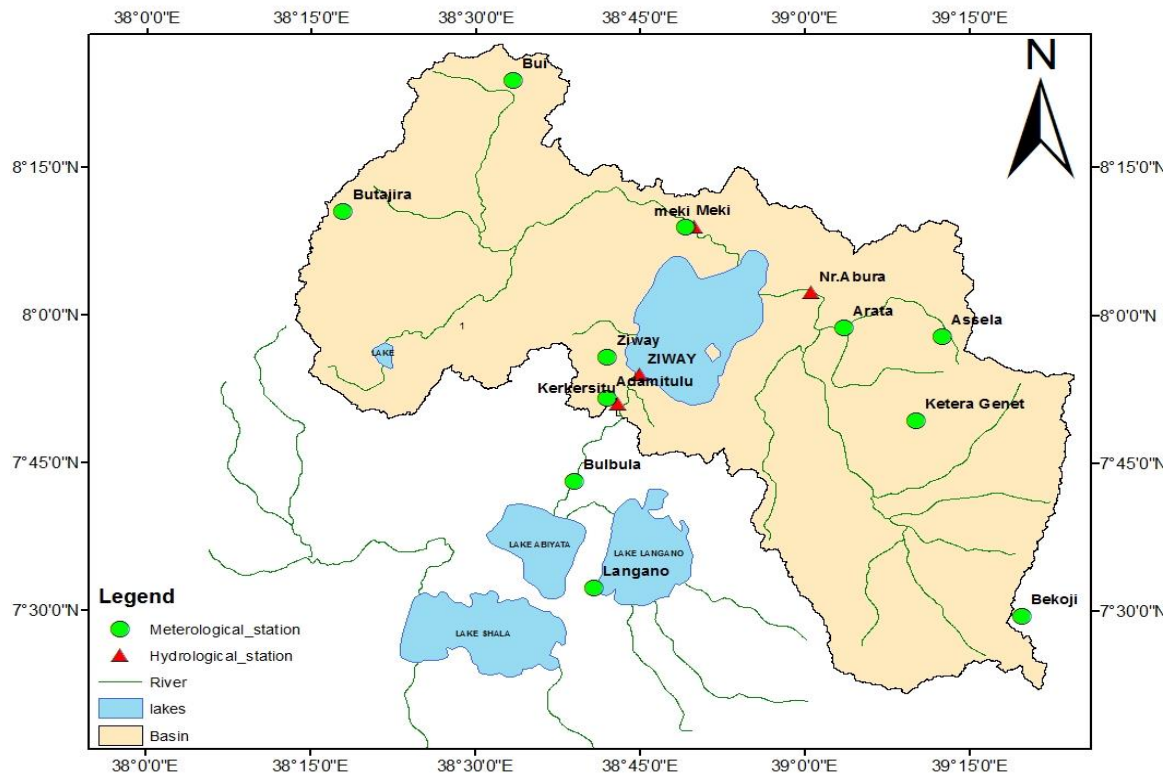 38°0'0"E 38°15'0"E 38°30'0"E 38°45'0"E 39°0'0"E 39°15'0"E
N
Bui
8°15'0"N 8°15'0"N
Butajira
meki Meki
Nr.Abura
8°0'0"N 8°0'0"N
1
Arata
Assela
LAKE
Ziway
ZIWAY
Kerkersitu Adamitulu
Ketera Genet
7°45'0"N 7°45'0"N
Bulbula
LAKE ABIYATA
LAKE LANGANO
Langano
7°30'0"N 7°30'0"N
Bekoji
LAKE SHALA
Legend
Meterological_station
Hydrological_station
River
lakes
Basin
38°0'0"E 38°15'0"E 38°30'0"E 38°45'0"E 39°0'0"E 39°15'0"E